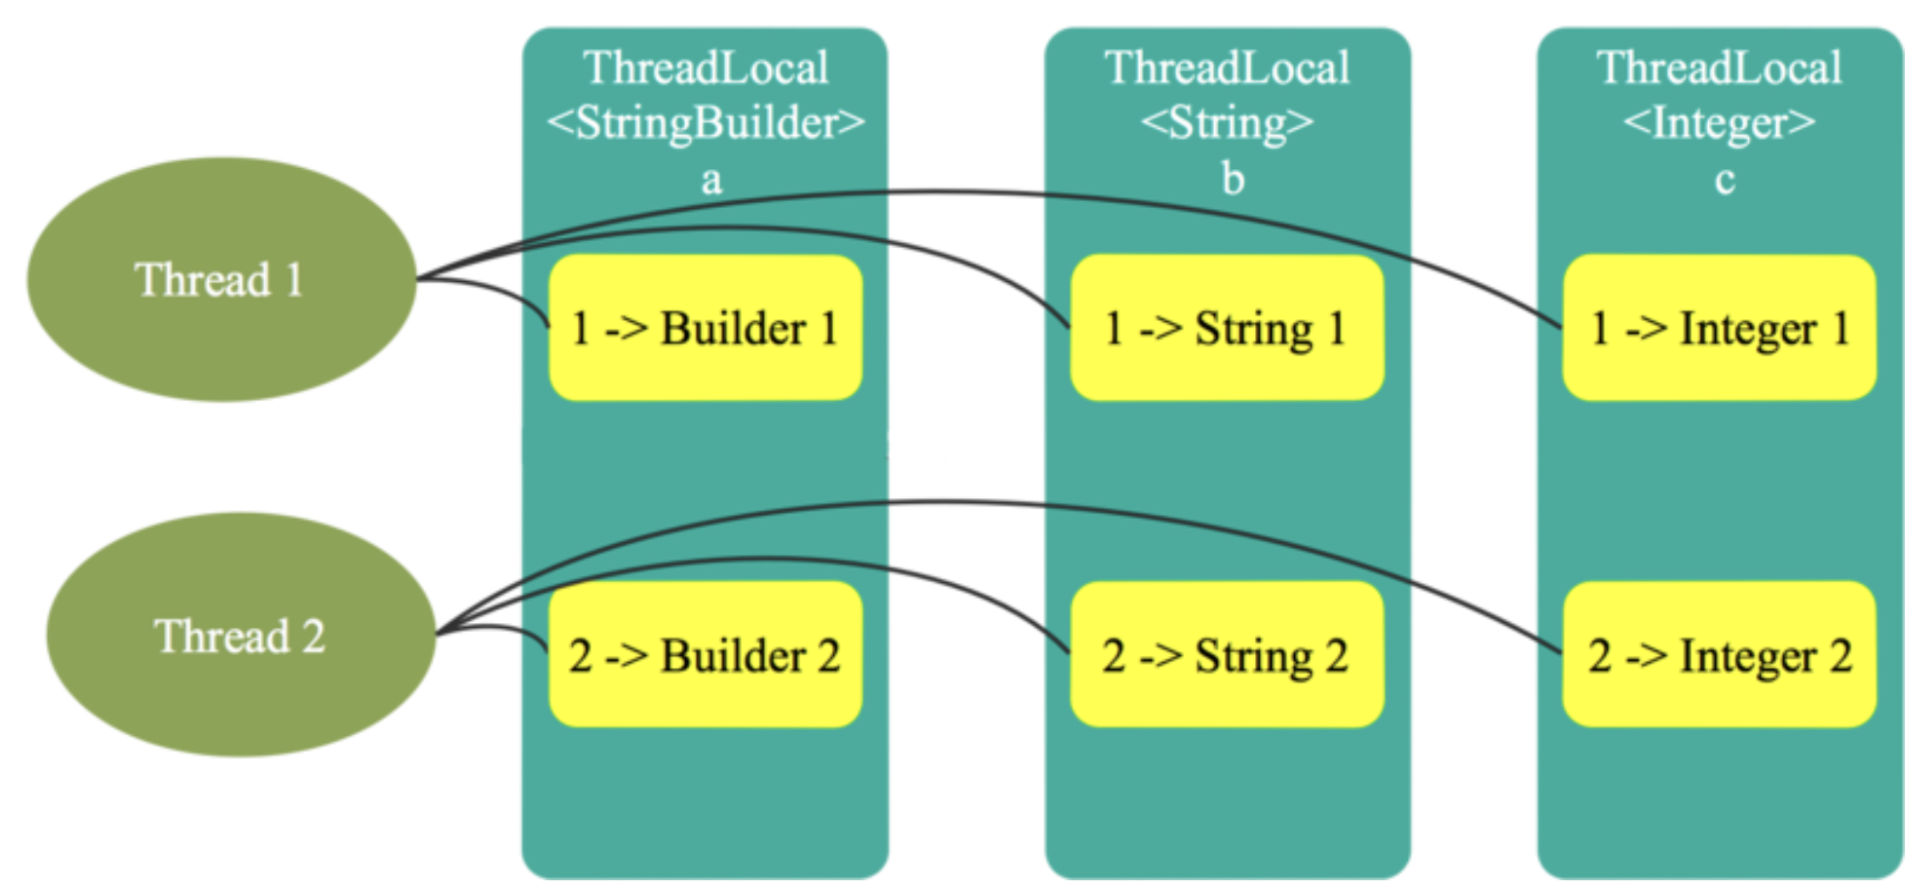 ThreadLocal
<StringBuilder>
a
ThreadLocal
<String>
b
ThreadLocal
<Integer>
c
Thread 1
1 -> Builder 1
1 -> String 1
1 -> Integer 1
Thread 2
2 -> Builder 2
2 -> String 2
2 -> Integer 2